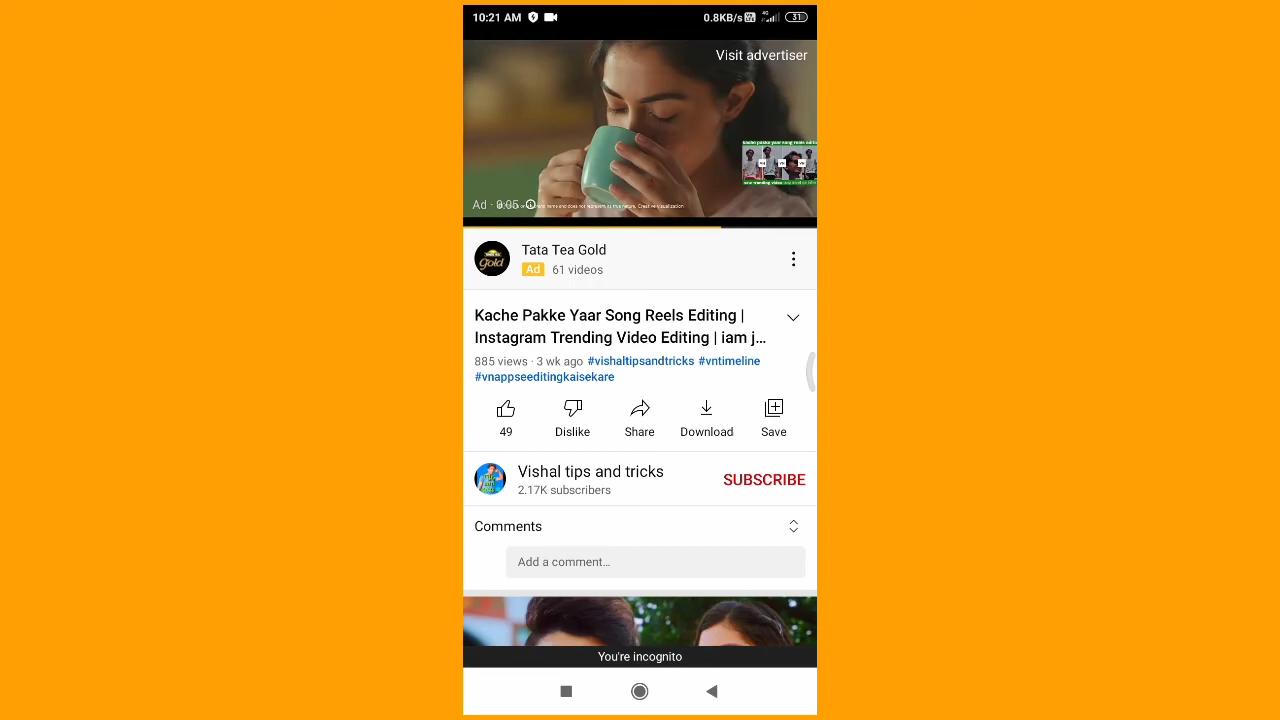 10:21 AM 0.8KB/s 4G 31
Visit advertiser
Ad · 0:05
Tata Tea Gold
Ad 61 videos
Kache Pakke Yaar Song Reels Editing |
Instagram Trending Video Editing | iam j...
885 views · 3 wk ago #vishaltipsandtricks #vntimeline
#vnappseeditingkaisekare
49 Dislike Share Download Save
Vishal tips and tricks
2.17K subscribers
SUBSCRIBE
Comments
Add a comment...
You're incognito